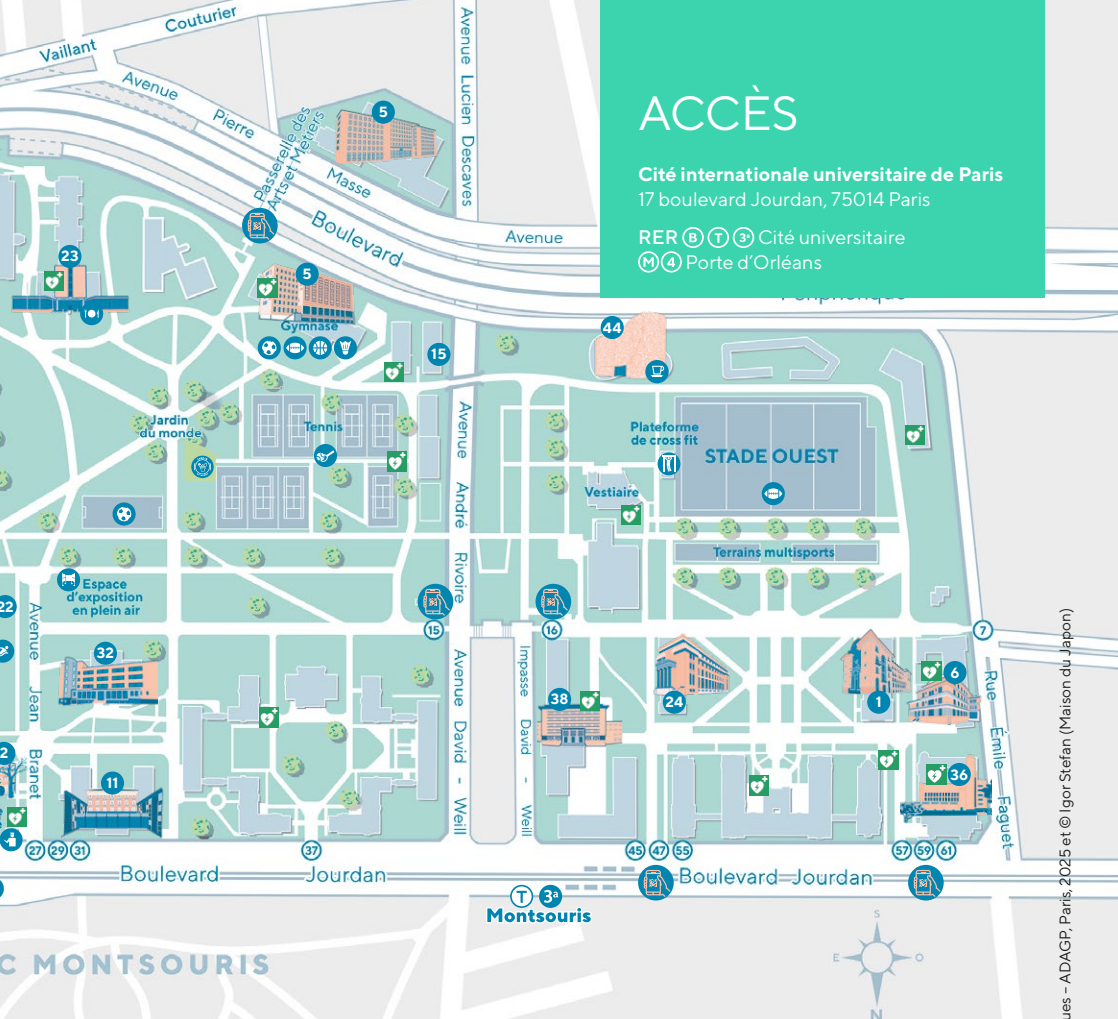 Vaillant
Couturier
Avenue
Pierre
Masse
Avenue Lucien Descaves
Passerelle des
Arts et Métiers
Boulevard
Avenue
ACCÈS
Cité internationale universitaire de Paris
17 boulevard Jourdan, 75014 Paris
RER B T 3ᵃ Cité universitaire
M 4 Porte d'Orléans
5
23
5
Gymnase
15
44
Jardin
du monde
Tennis
Avenue André Rivoire
Plateforme
de cross fit
STADE OUEST
Vestiaire
Terrains multisports
Espace
d'exposition
en plein air
22
Avenue Jean Branet
15
16
7
32
38
24
1
6
Avenue David - Weill
Impasse David - Weill
Rue Émile Faguet
2
11
36
27 29 31
37
45 47 55
57 59 61
Boulevard Jourdan
Boulevard Jourdan
T 3ᵃ
Montsouris
C MONTSOURIS
S
E
O
N
ues – ADAGP, Paris, 2025 et © Igor Stefan (Maison du Japon)